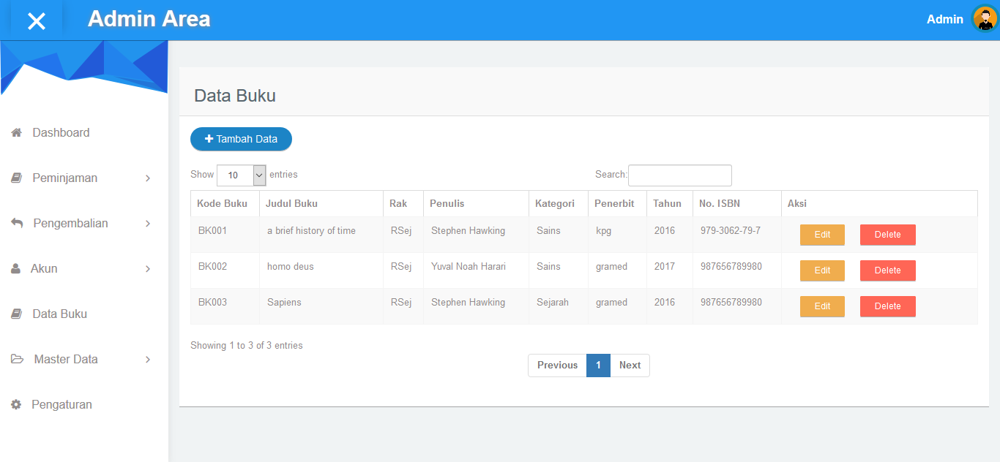 Admin Area
Admin
Dashboard
Peminjaman
Pengembalian
Akun
Data Buku
Master Data
Pengaturan
Data Buku
Tambah Data
Show 10 entries Search:
Kode Buku Judul Buku Rak Penulis Kategori Penerbit Tahun No. ISBN Aksi
BK001 a brief history of time RSej Stephen Hawking Sains kpg 2016 979-3062-79-7 Edit Delete
BK002 homo deus RSej Yuval Noah Harari Sains gramed 2017 987656789980 Edit Delete
BK003 Sapiens RSej Stephen Hawking Sejarah gramed 2016 987656789980 Edit Delete
Showing 1 to 3 of 3 entries
Previous 1 Next